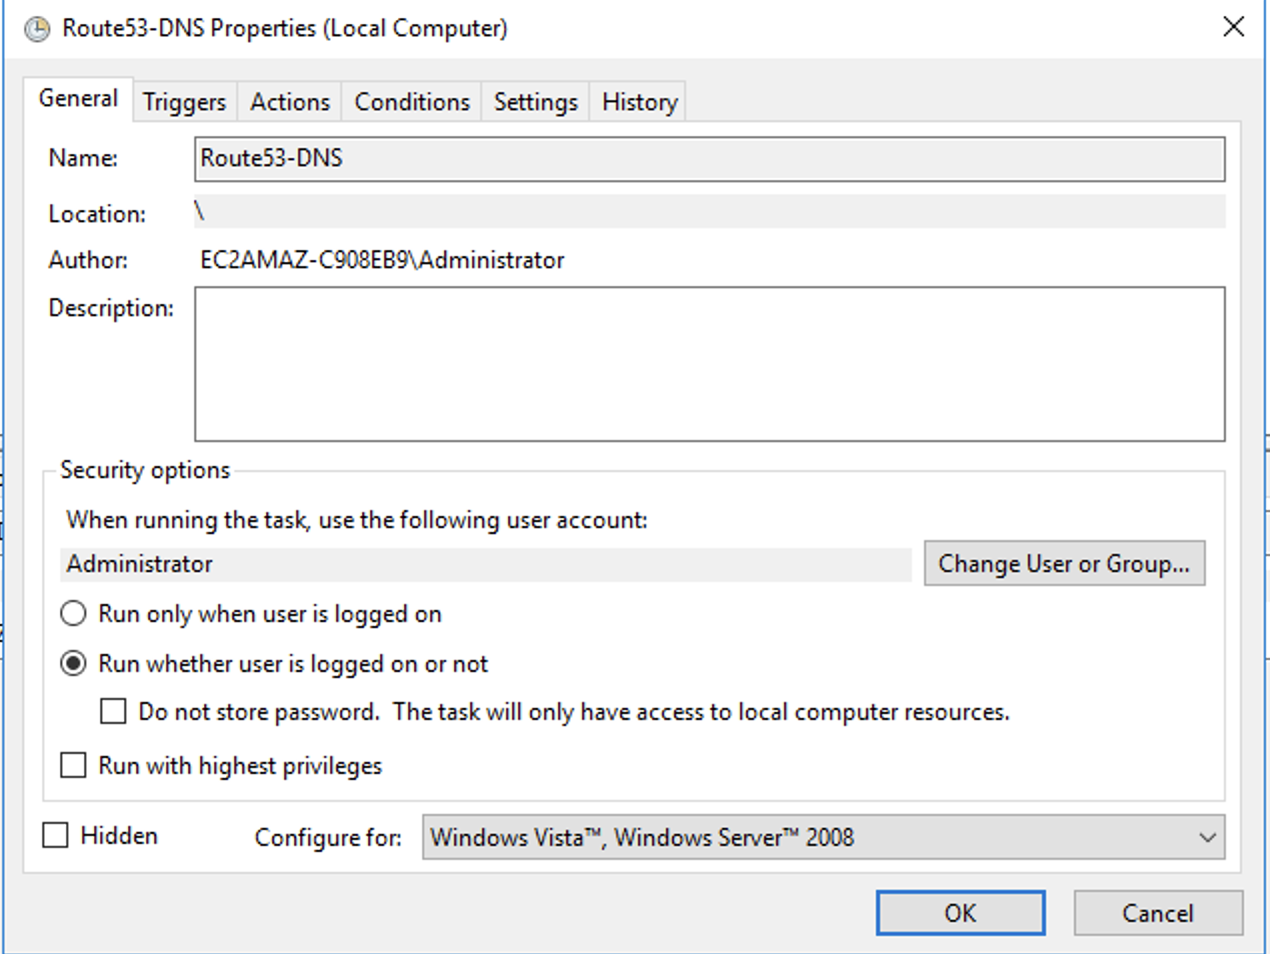 Route53-DNS Properties (Local Computer)
General Triggers Actions Conditions Settings History
Name: Route53-DNS
Location: \
Author: EC2AMAZ-C908EB9\Administrator
Description:
Security options
When running the task, use the following user account:
Administrator Change User or Group...
Run only when user is logged on
Run whether user is logged on or not
Do not store password.  The task will only have access to local computer resources.
Run with highest privileges
Hidden Configure for: Windows Vista™, Windows Server™ 2008
OK Cancel